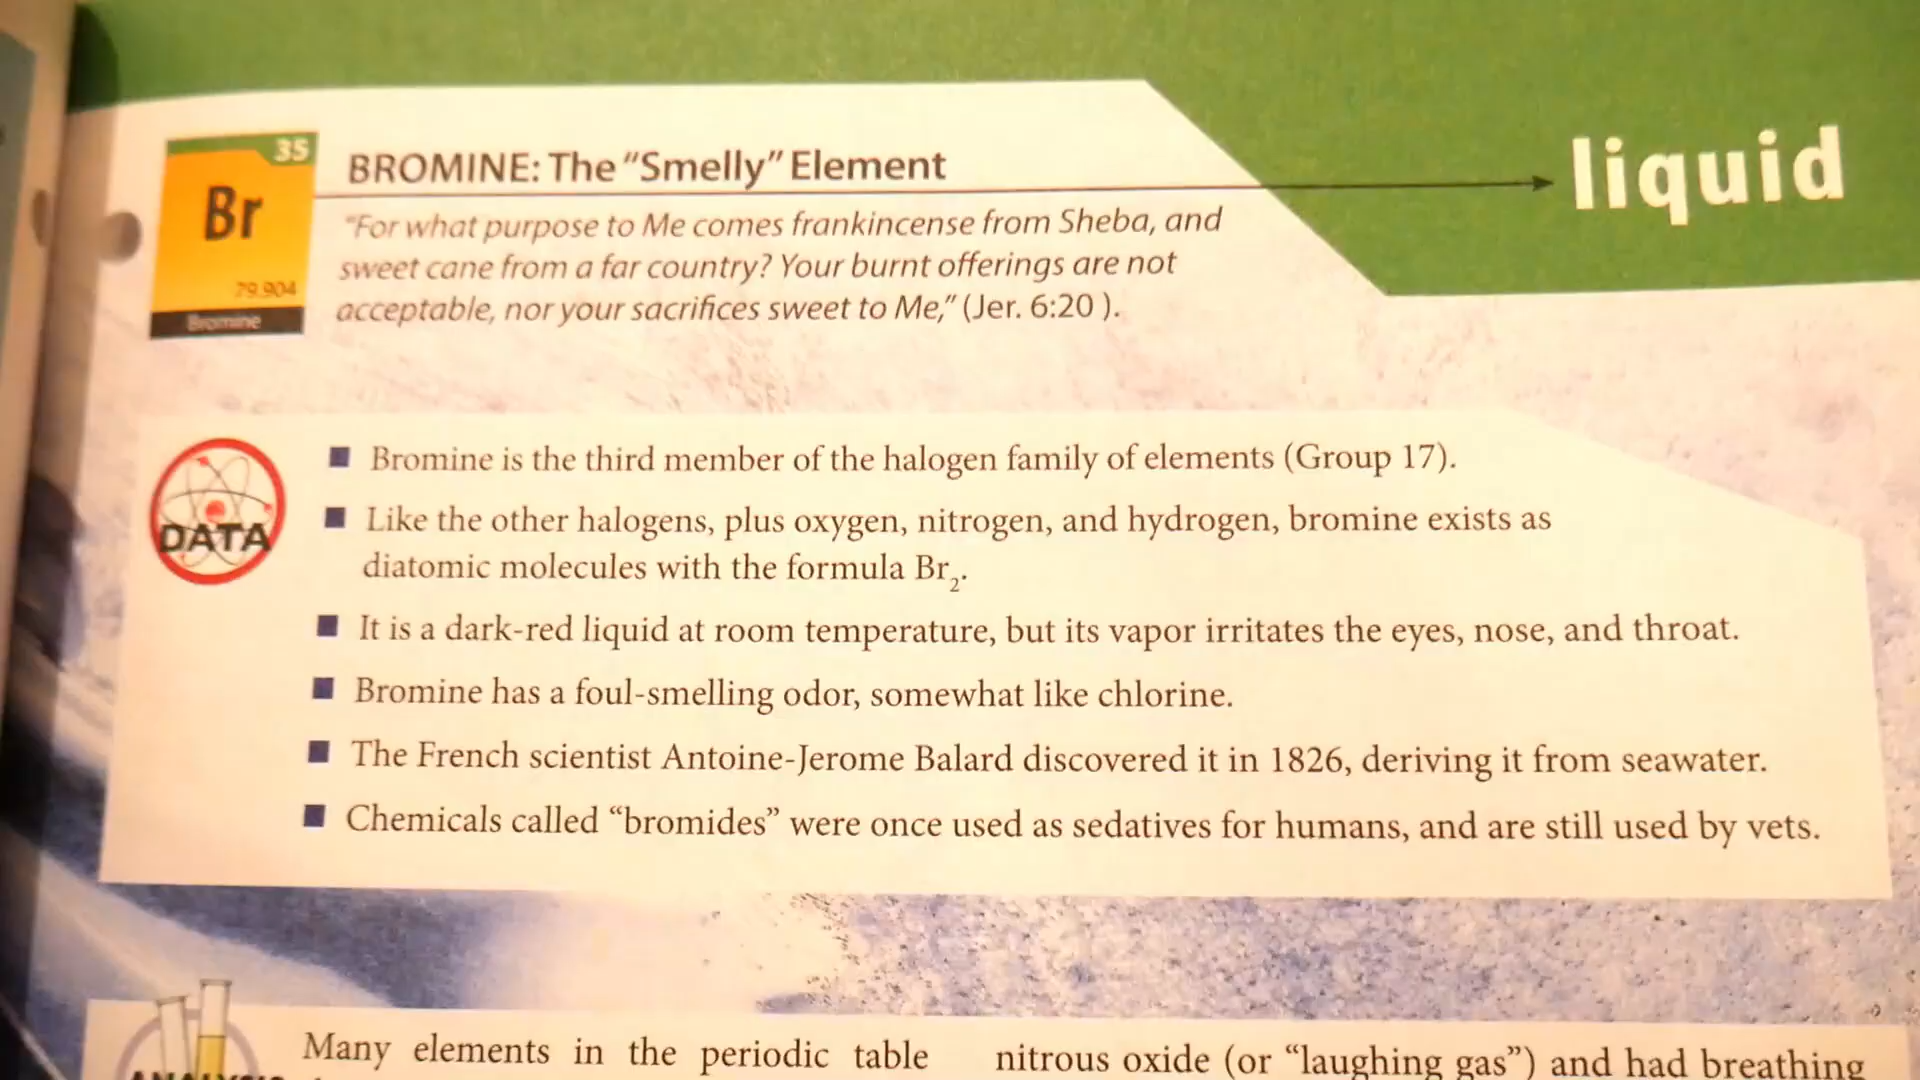 35
Br
79.904
Bromine
BROMINE: The “Smelly” Element
liquid
“For what purpose to Me comes frankincense from Sheba, and
sweet cane from a far country? Your burnt offerings are not
acceptable, nor your sacrifices sweet to Me,” (Jer. 6:20 ).
DATA
■ Bromine is the third member of the halogen family of elements (Group 17).
■ Like the other halogens, plus oxygen, nitrogen, and hydrogen, bromine exists as
diatomic molecules with the formula Br₂.
■ It is a dark-red liquid at room temperature, but its vapor irritates the eyes, nose, and throat.
■ Bromine has a foul-smelling odor, somewhat like chlorine.
■ The French scientist Antoine-Jerome Balard discovered it in 1826, deriving it from seawater.
■ Chemicals called “bromides” were once used as sedatives for humans, and are still used by vets.
ANALYSIS
Many elements in the periodic table
nitrous oxide (or “laughing gas”) and had breathing